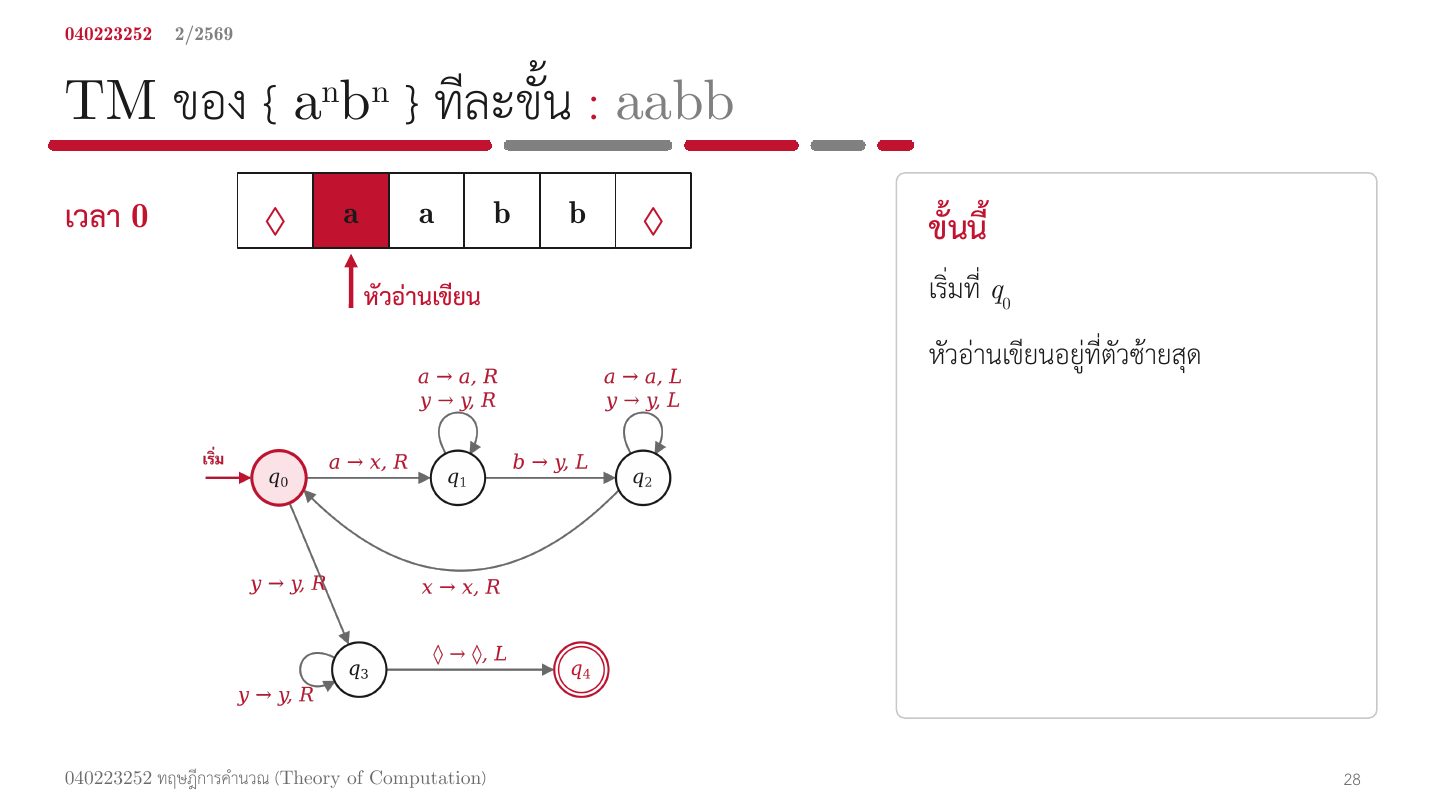 040223252 2/2569
TM ของ { aⁿbⁿ } ทีละขั้น : aabb
เวลา 0
◊ a a b b ◊
หัวอ่านเขียน
ขั้นนี้
เริ่มที่ q₀
หัวอ่านเขียนอยู่ที่ตัวซ้ายสุด
a → a, R
y → y, R
a → a, L
y → y, L
เริ่ม
q₀
a → x, R
q₁
b → y, L
q₂
y → y, R
x → x, R
q₃
◊ → ◊, L
q₄
y → y, R
040223252 ทฤษฎีการคำนวณ (Theory of Computation)
28